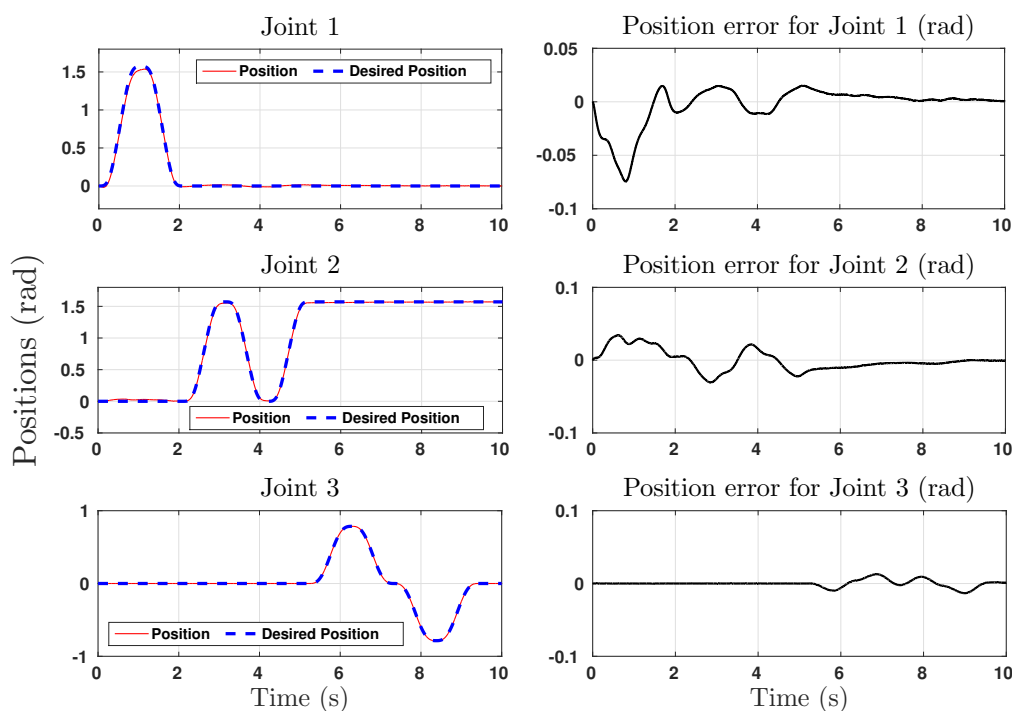 Joint 1
1.5
1
0.5
0
Position
Desired Position
0 2 4 6 8 10
Position error for Joint 1 (rad)
0.05
0
-0.05
-0.1
0 2 4 6 8 10
Positions (rad)
Joint 2
1.5
1
0.5
0
-0.5
Position
Desired Position
0 2 4 6 8 10
Position error for Joint 2 (rad)
0.1
0
-0.1
0 2 4 6 8 10
Joint 3
1
0
-1
Position
Desired Position
0 2 4 6 8 10
Time (s)
Position error for Joint 3 (rad)
0.1
0
-0.1
0 2 4 6 8 10
Time (s)